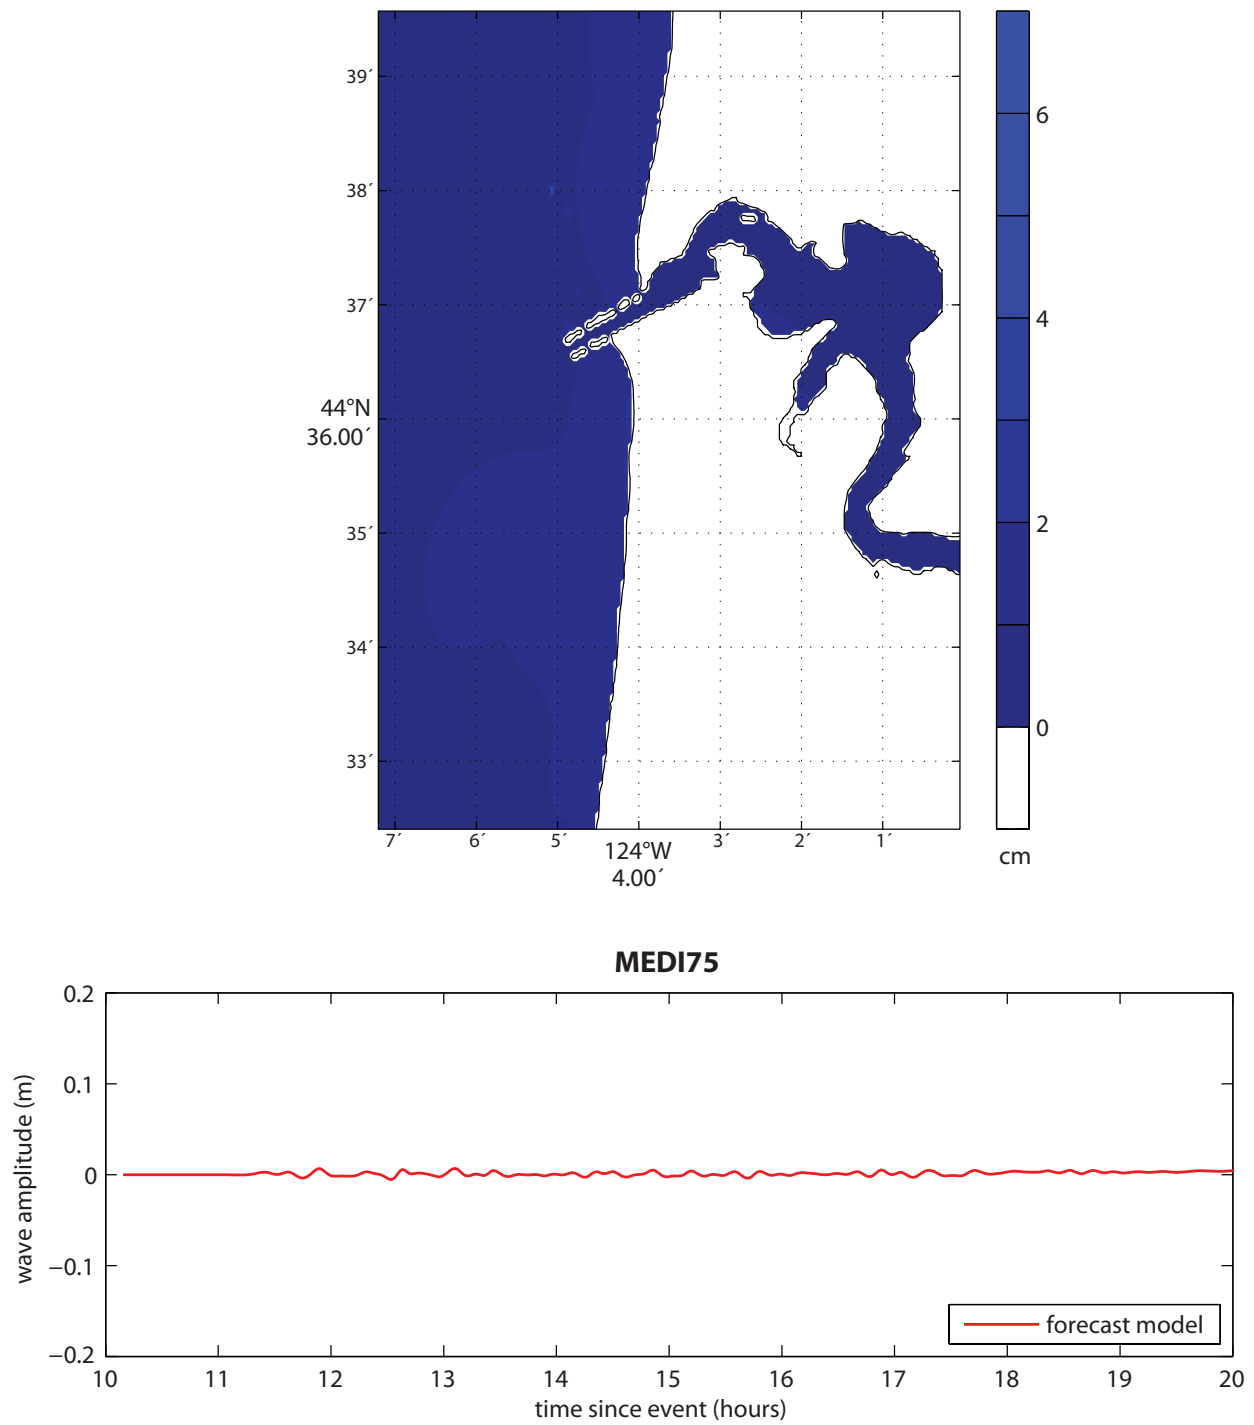 39´
38´
37´
44°N
36.00´
35´
34´
33´
7´ 6´ 5´ 124°W 3´ 2´ 1´
4.00´
6
4
2
0
cm
MEDI75
wave amplitude (m)
0.2
0.1
0
−0.1
−0.2
forecast model
10 11 12 13 14 15 16 17 18 19 20
time since event (hours)